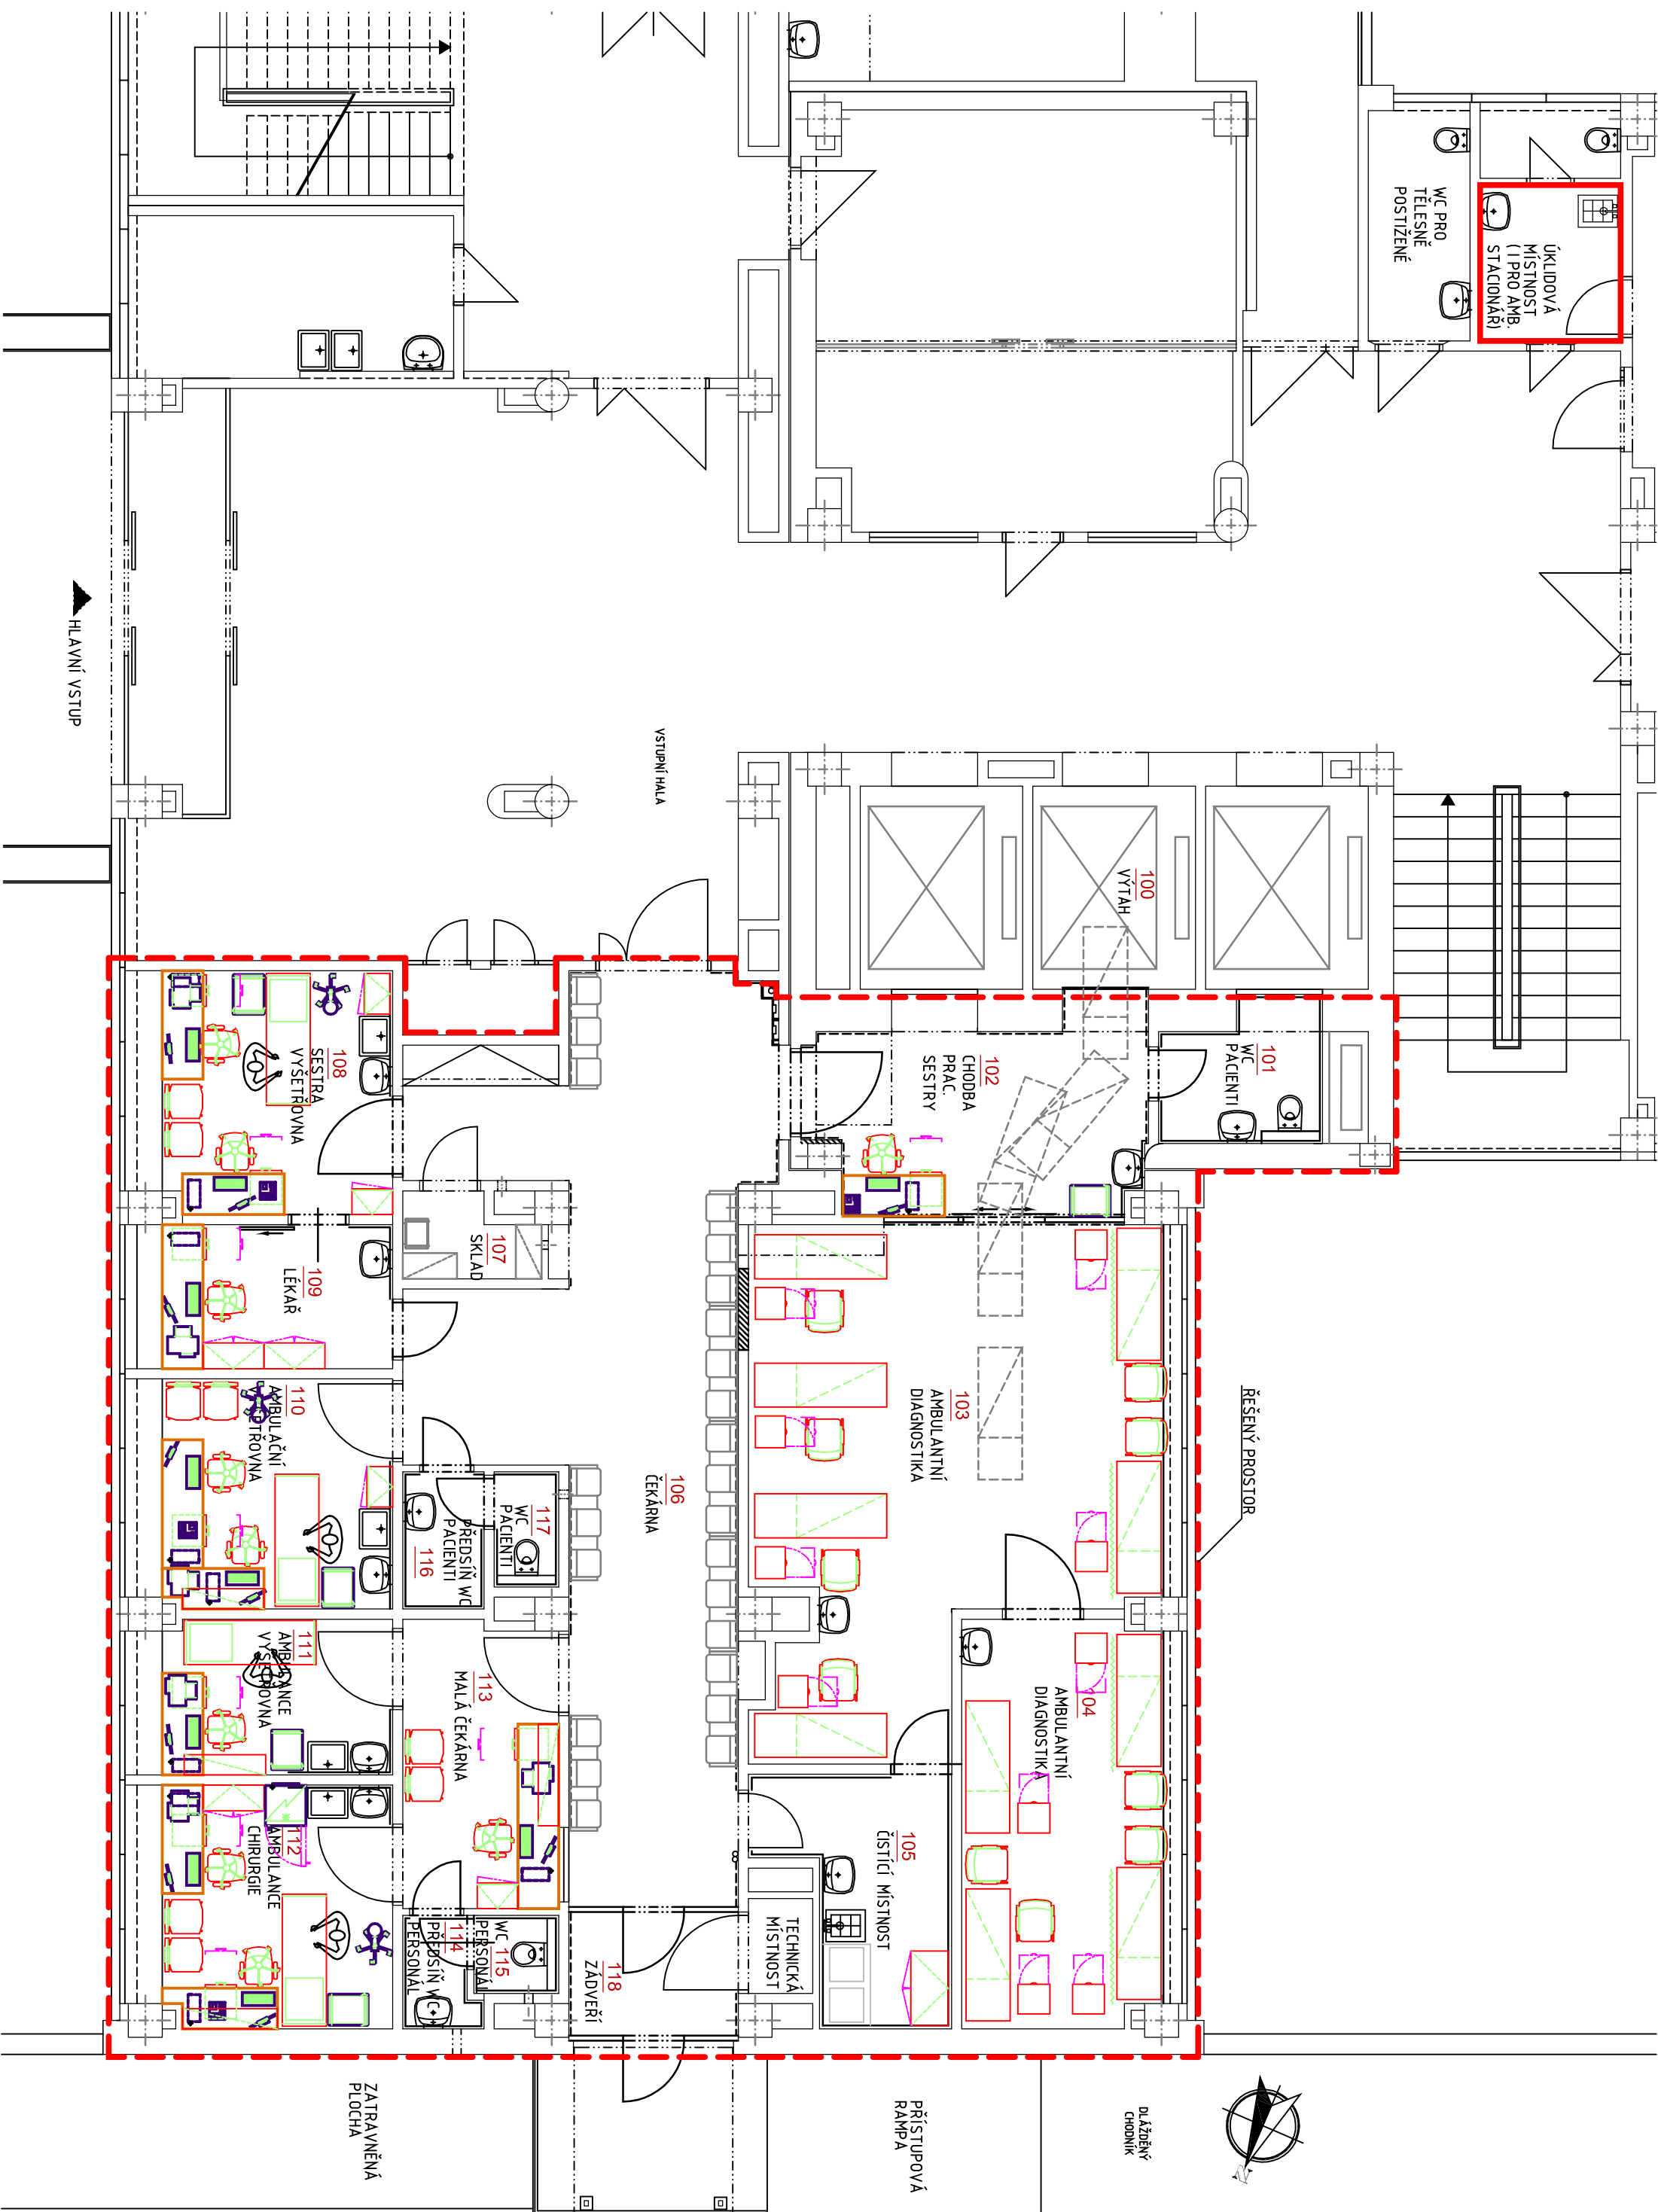 ÚKLIDOVÁ
MÍSTNOST
(I PRO AMB.
STACIONÁŘ)
WC PRO
TĚLESNĚ
POSTIŽENÉ
100
VÝTAH
101
WC
PACIENTI
102
CHODBA
PRAC.
SESTRY
ŘEŠENÝ PROSTOR
103
AMBULANTNÍ
DIAGNOSTIKA
104
AMBULANTNÍ
DIAGNOSTIKA
105
ČISTÍCÍ MÍSTNOST
TECHNICKÁ
MÍSTNOST
DLÁŽDĚNÝ
CHODNÍK
PŘÍSTUPOVÁ
RAMPA
N
VSTUPNÍ HALA
106
ČEKÁRNA
118
ZÁDVEŘÍ
107
SKLAD
117
WC
PACIENTI
PŘEDSÍŇ WC
PACIENTI
116
113
MALÁ ČEKÁRNA
WC 115
PERSONÁL
114
PŘEDSÍŇ WC
PERSONÁL
108
SESTRA
VYŠETŘOVNA
109
LÉKAŘ
110
AMBULAČNÍ
VYŠETŘOVNA
111
AMBULANCE
VYŠETŘOVNA
112
AMBULANCE
CHIRURGIE
ZATRAVNĚNÁ
PLOCHA
HLAVNÍ VSTUP